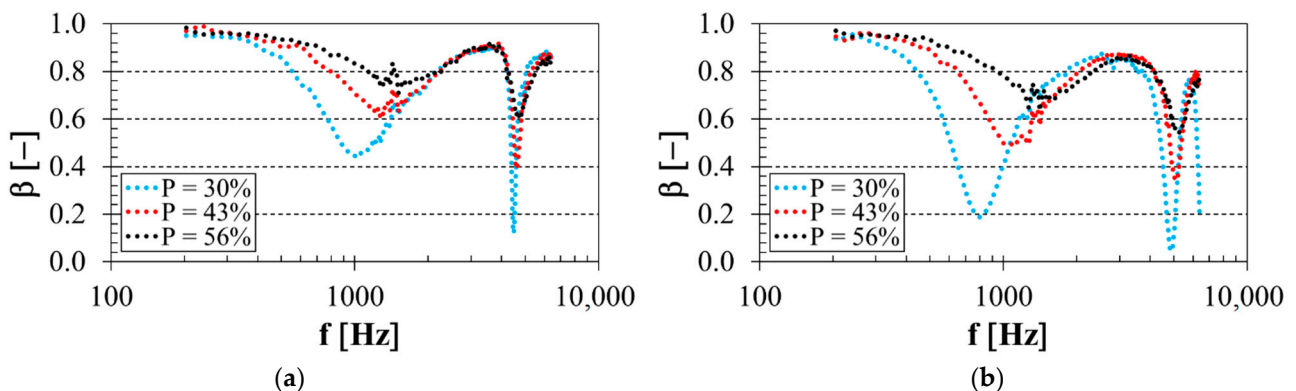 1.0
0.8
0.6
0.4
0.2
0.0
β [−]
P = 30%
P = 43%
P = 56%
100
1000
10,000
f [Hz]
(a)
1.0
0.8
0.6
0.4
0.2
0.0
β [−]
P = 30%
P = 43%
P = 56%
100
1000
10,000
f [Hz]
(b)